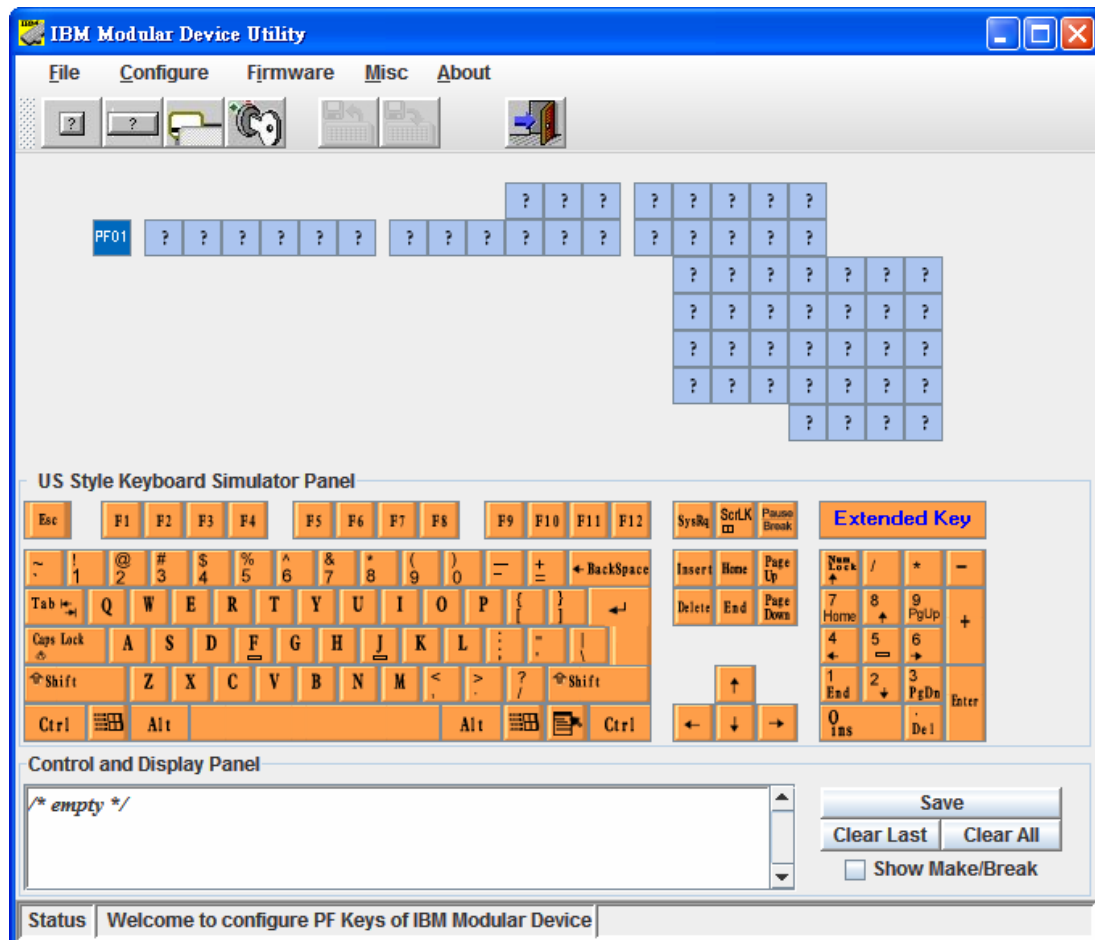 IBM Modular Device Utility
File Configure Firmware Misc About
? ?
? ? ? ? ? ? ? ?
PF01 ? ? ? ? ? ? ? ? ? ? ? ? ? ? ? ? ?
? ? ? ? ? ? ?
? ? ? ? ? ? ?
? ? ? ? ? ? ?
? ? ? ? ? ? ?
? ? ? ?
US Style Keyboard Simulator Panel
Esc F1 F2 F3 F4 F5 F6 F7 F8 F9 F10 F11 F12 SysRq ScrLK Pause Break Extended Key
~ ` ! 1 @ 2 # 3 $ 4 % 5 ^ 6 & 7 * 8 ( 9 ) 0 — – + = ←BackSpace Insert Home Page Up Num Lock / * –
Tab Q W E R T Y U I O P { [ } ] Delete End Page Down 7 Home 8 9 PgUp +
Caps Lock A S D F G H J K L : ; " ' | \ 4 ← 5 6 →
Shift Z X C V B N M < , > . ? / Shift ↑ 1 End 2 ↓ 3 PgDn Enter
Ctrl Alt Alt Ctrl ← ↓ → 0 ins . Del
Control and Display Panel
/* empty */
Save
Clear Last Clear All
Show Make/Break
Status Welcome to configure PF Keys of IBM Modular Device